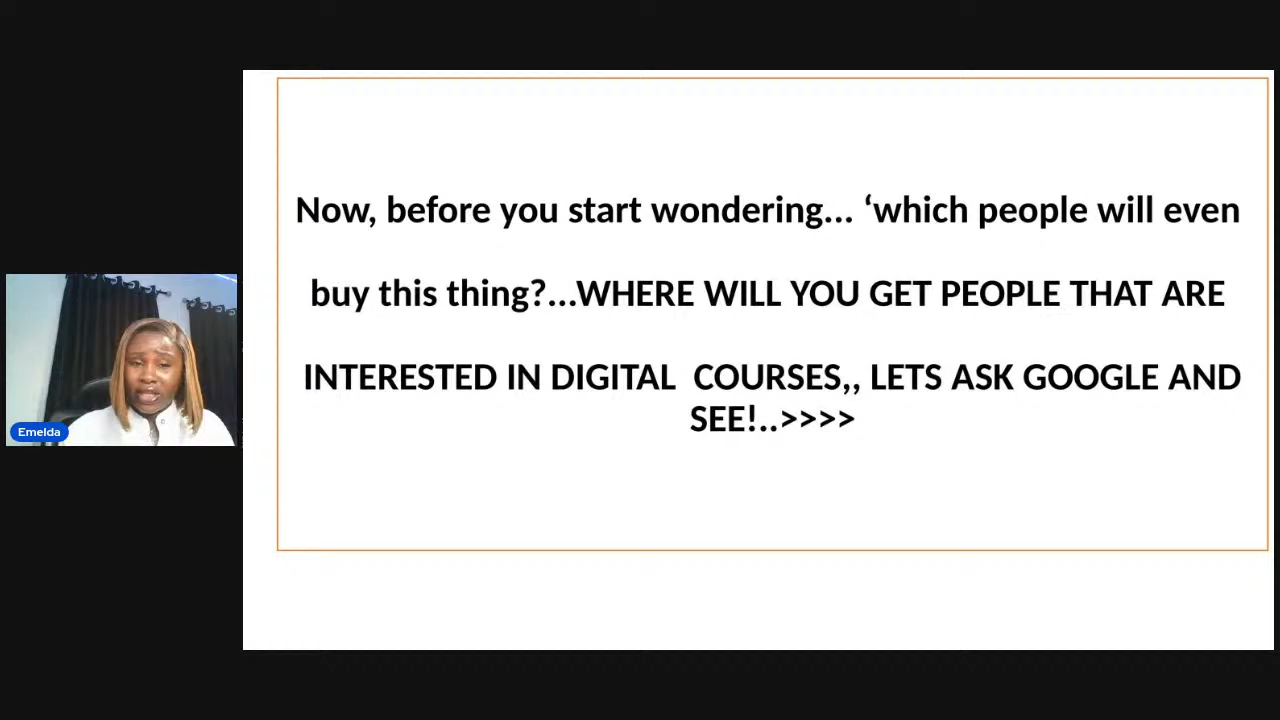 Now, before you start wondering... ‘which people will even
buy this thing?...WHERE WILL YOU GET PEOPLE THAT ARE
INTERESTED IN DIGITAL  COURSES,, LETS ASK GOOGLE AND
SEE!..>>>>
Emelda